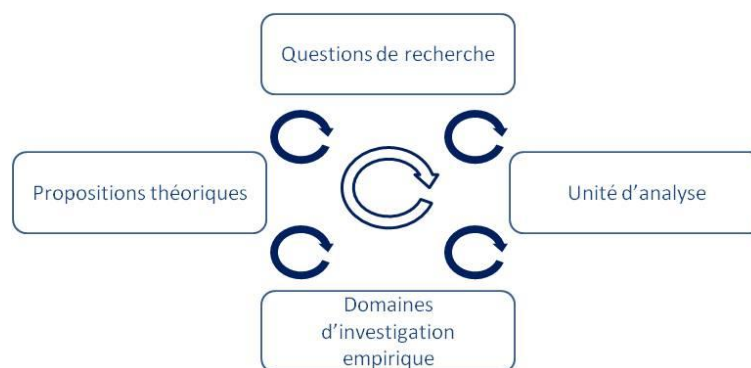 Questions de recherche
Propositions théoriques
Unité d'analyse
Domaines
d'investigation
empirique